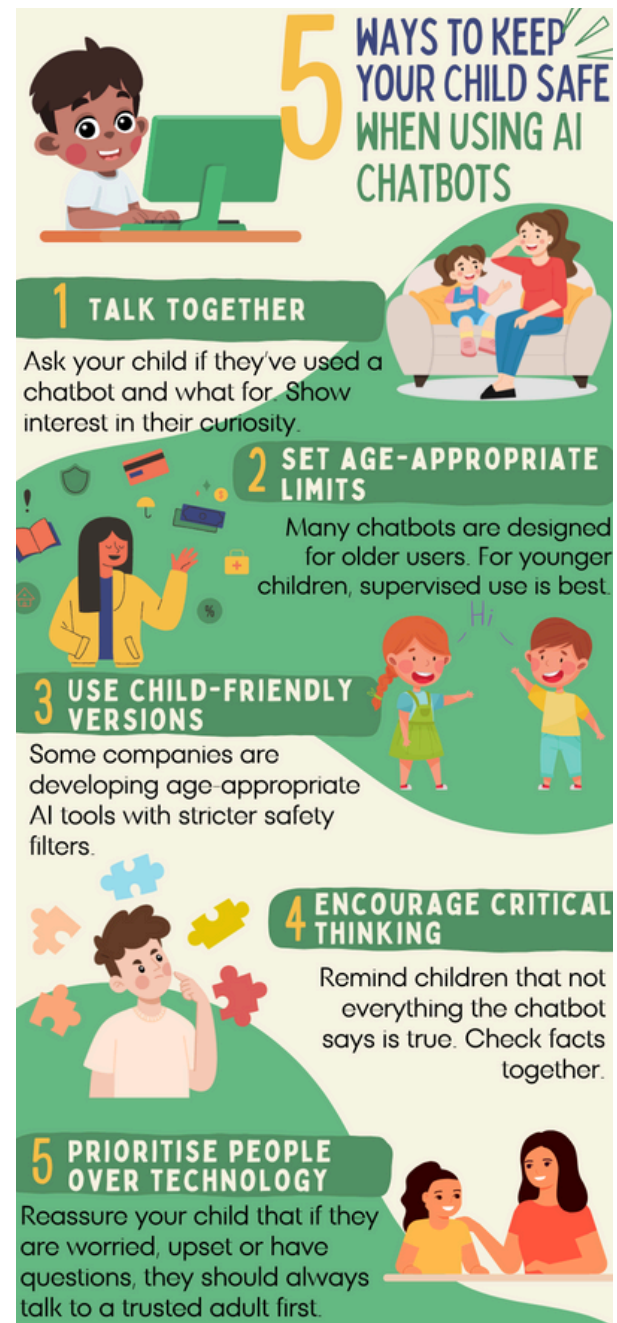 5 WAYS TO KEEP
YOUR CHILD SAFE
WHEN USING AI
CHATBOTS
1 TALK TOGETHER
Ask your child if they've used a
chatbot and what for. Show
interest in their curiosity.
2 SET AGE-APPROPRIATE
LIMITS
Many chatbots are designed
for older users. For younger
children, supervised use is best.
Hi
3 USE CHILD-FRIENDLY
VERSIONS
Some companies are
developing age-appropriate
AI tools with stricter safety
filters.
4 ENCOURAGE CRITICAL
THINKING
Remind children that not
everything the chatbot
says is true. Check facts
together.
5 PRIORITISE PEOPLE
OVER TECHNOLOGY
Reassure your child that if they
are worried, upset or have
questions, they should always
talk to a trusted adult first.